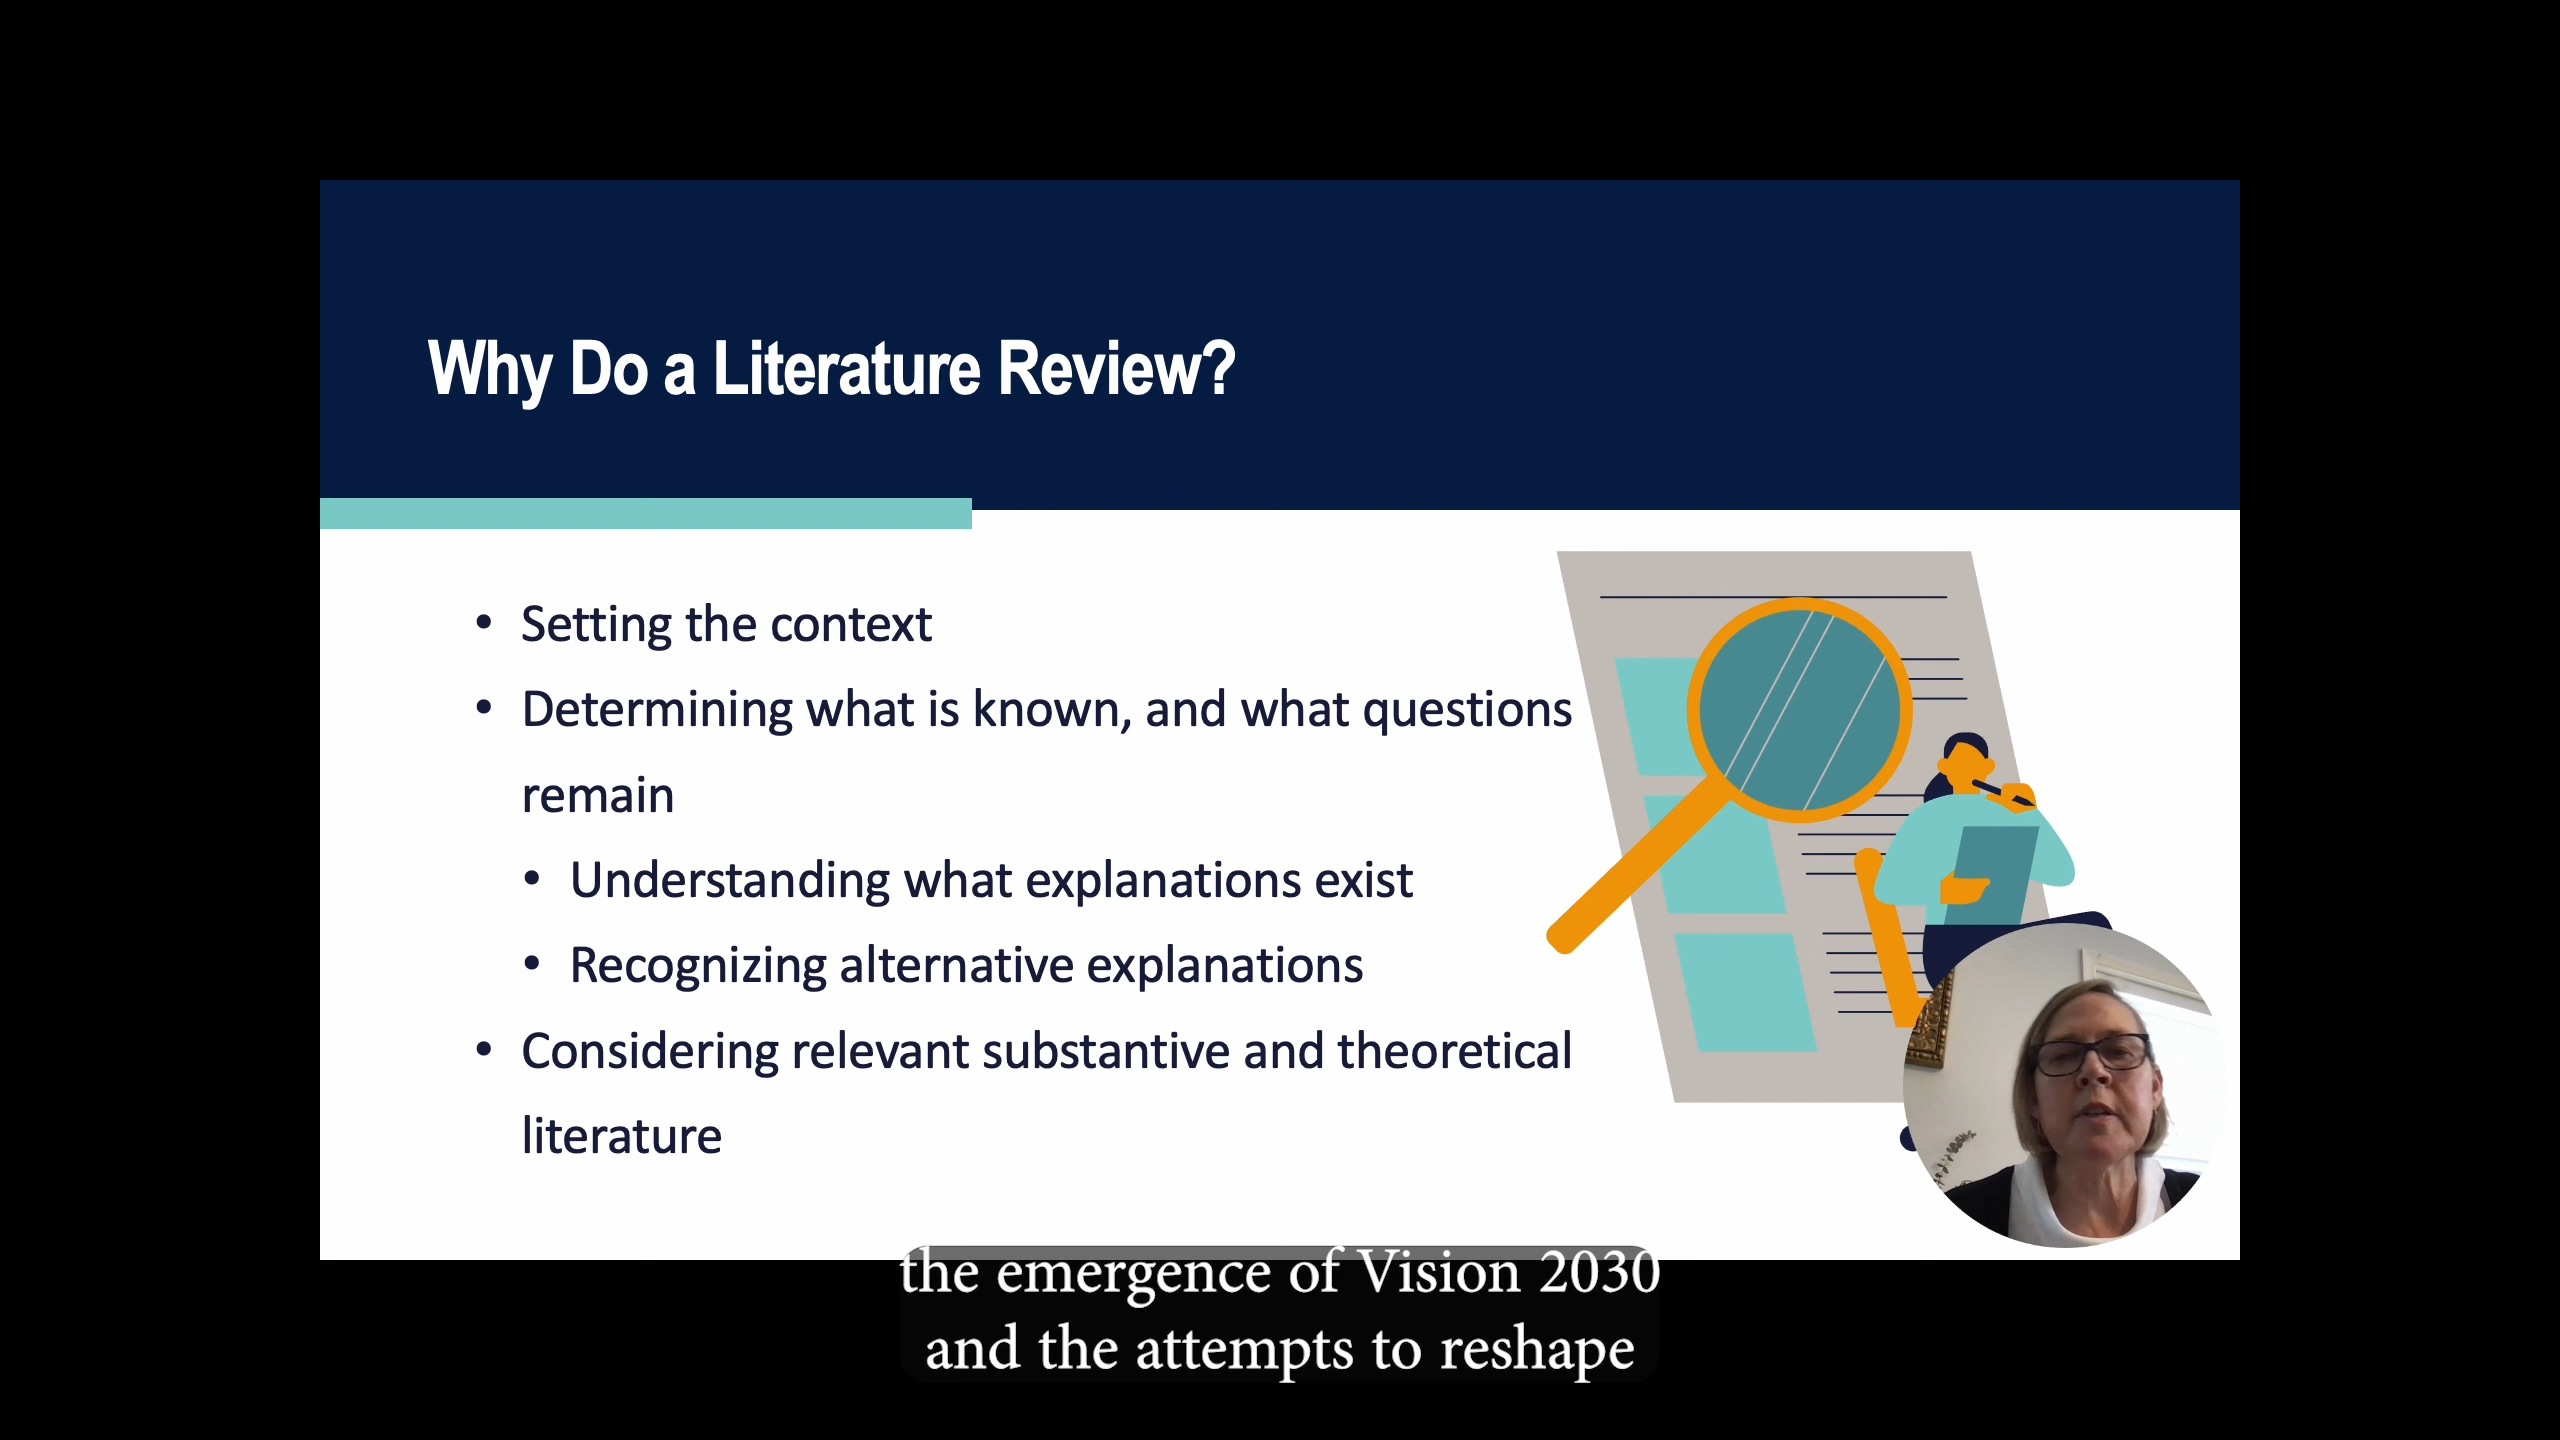 Why Do a Literature Review?
• Setting the context
• Determining what is known, and what questions
remain
• Understanding what explanations exist
• Recognizing alternative explanations
• Considering relevant substantive and theoretical
literature
the emergence of Vision 2030
and the attempts to reshape